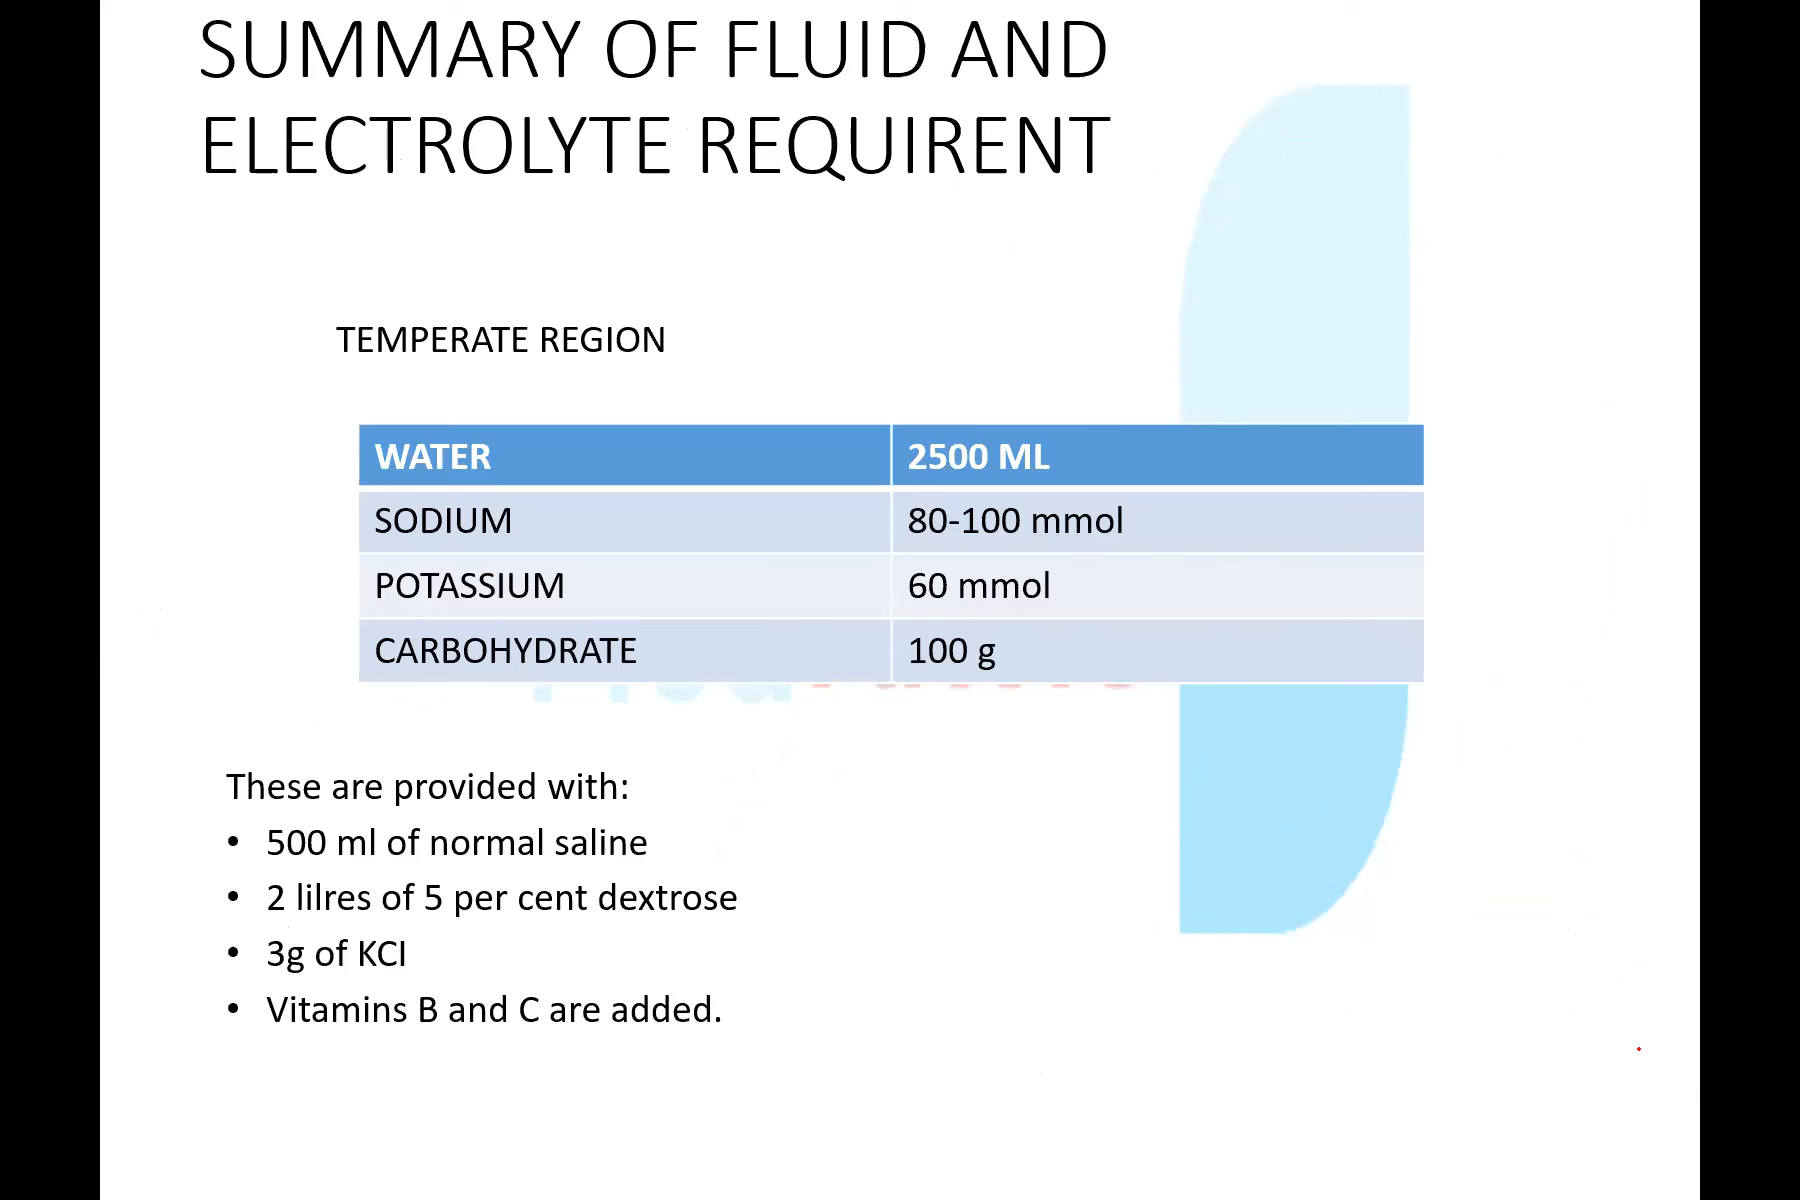 SUMMARY OF FLUID AND
ELECTROLYTE REQUIRENT
TEMPERATE REGION
WATER 2500 ML
SODIUM 80-100 mmol
POTASSIUM 60 mmol
CARBOHYDRATE 100 g
These are provided with:
• 500 ml of normal saline
• 2 lilres of 5 per cent dextrose
• 3g of KCI
• Vitamins B and C are added.